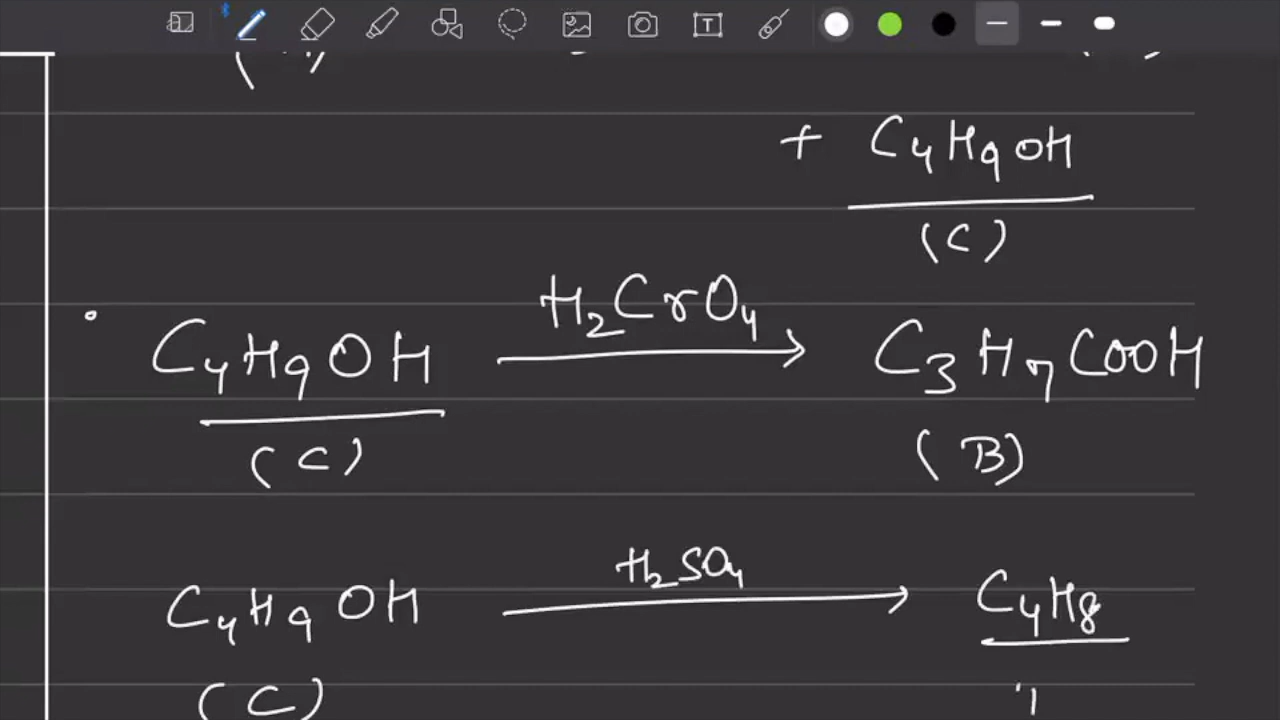 + C4H9OH
(C)
C4H9OH H2CrO4 → C3H7COOH
(C) (B)
C4H9OH H2SO4 → C4H8
(C)